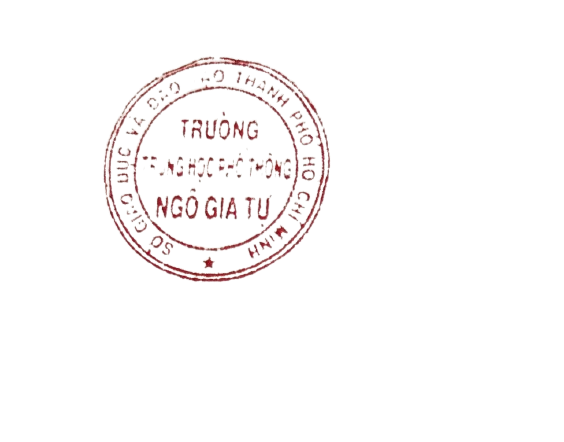 SỞ GIÁO DỤC VÀ ĐÀO THÀNH PHỐ HỒ CHÍ MINH
TRƯỜNG
TRUNG HỌC PHỔ THÔNG
NGÔ GIA TỰ